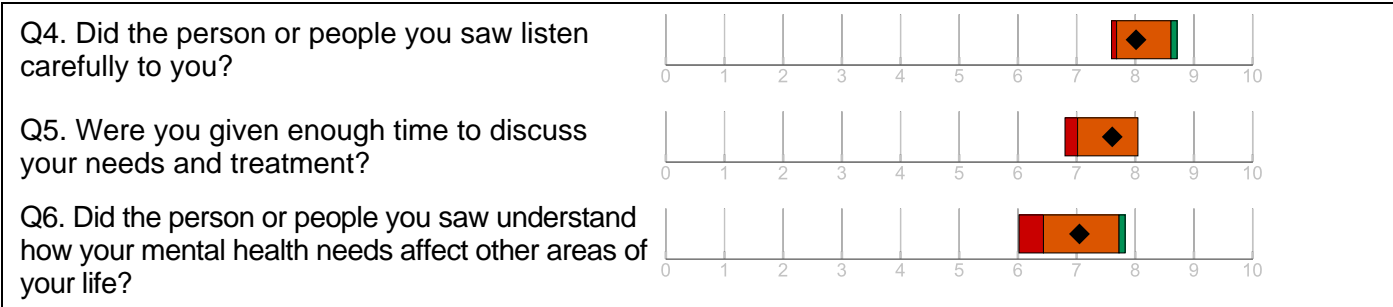 Q4. Did the person or people you saw listen
carefully to you?
0 1 2 3 4 5 6 7 8 9 10
Q5. Were you given enough time to discuss
your needs and treatment?
0 1 2 3 4 5 6 7 8 9 10
Q6. Did the person or people you saw understand
how your mental health needs affect other areas of
your life?
0 1 2 3 4 5 6 7 8 9 10